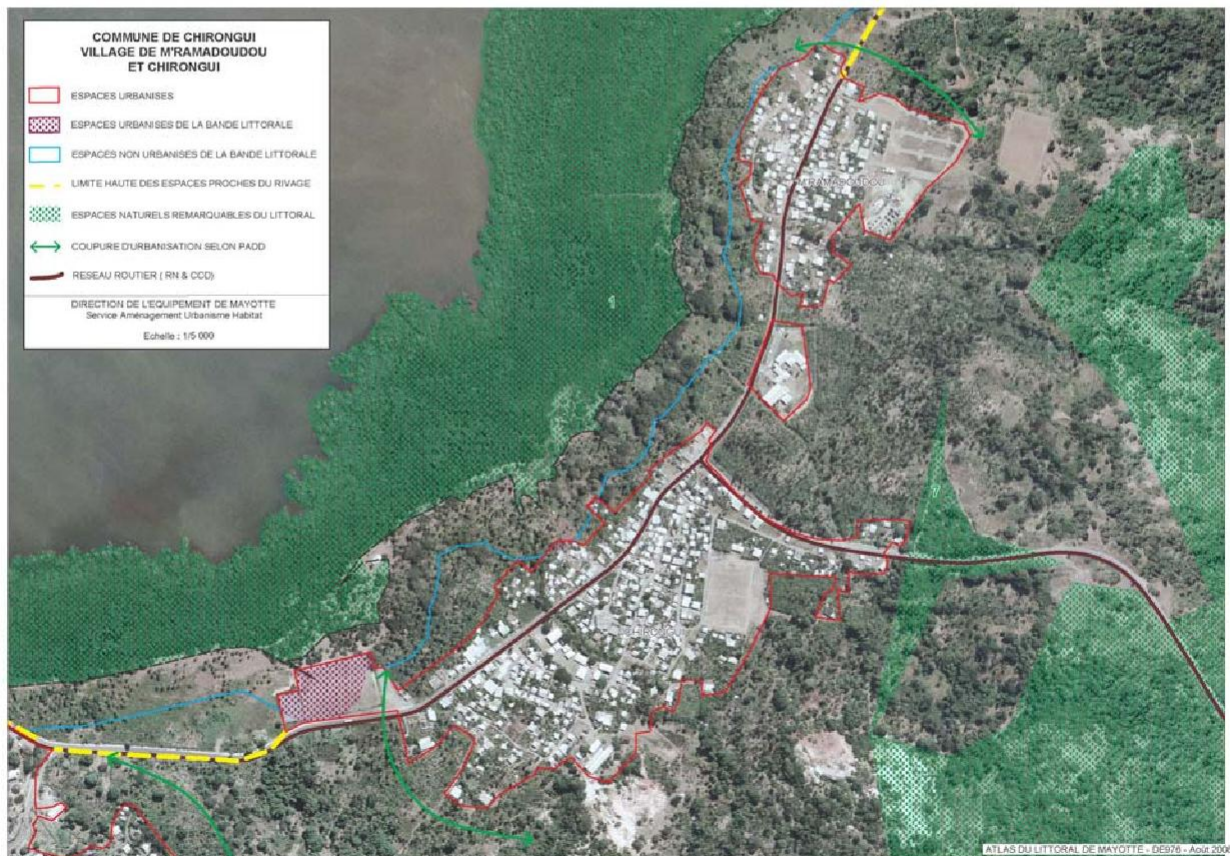 COMMUNE DE CHIRONGUI
VILLAGE DE M'RAMADOUDOU
ET CHIRONGUI
ESPACES URBANISES
ESPACES URBANISES DE LA BANDE LITTORALE
ESPACES NON URBANISES DE LA BANDE LITTORALE
LIMITE HAUTE DES ESPACES PROCHES DU RIVAGE
ESPACES NATURELS REMARQUABLES DU LITTORAL
COUPURE D'URBANISATION SELON PADD
RESEAU ROUTIER ( RN & CCD)
DIRECTION DE L'EQUIPEMENT DE MAYOTTE
Service Aménagement Urbanisme Habitat
Echelle : 1/5 000
M'RAMADOUDOU
ATLAS DU LITTORAL DE MAYOTTE - DE976 - Août 200